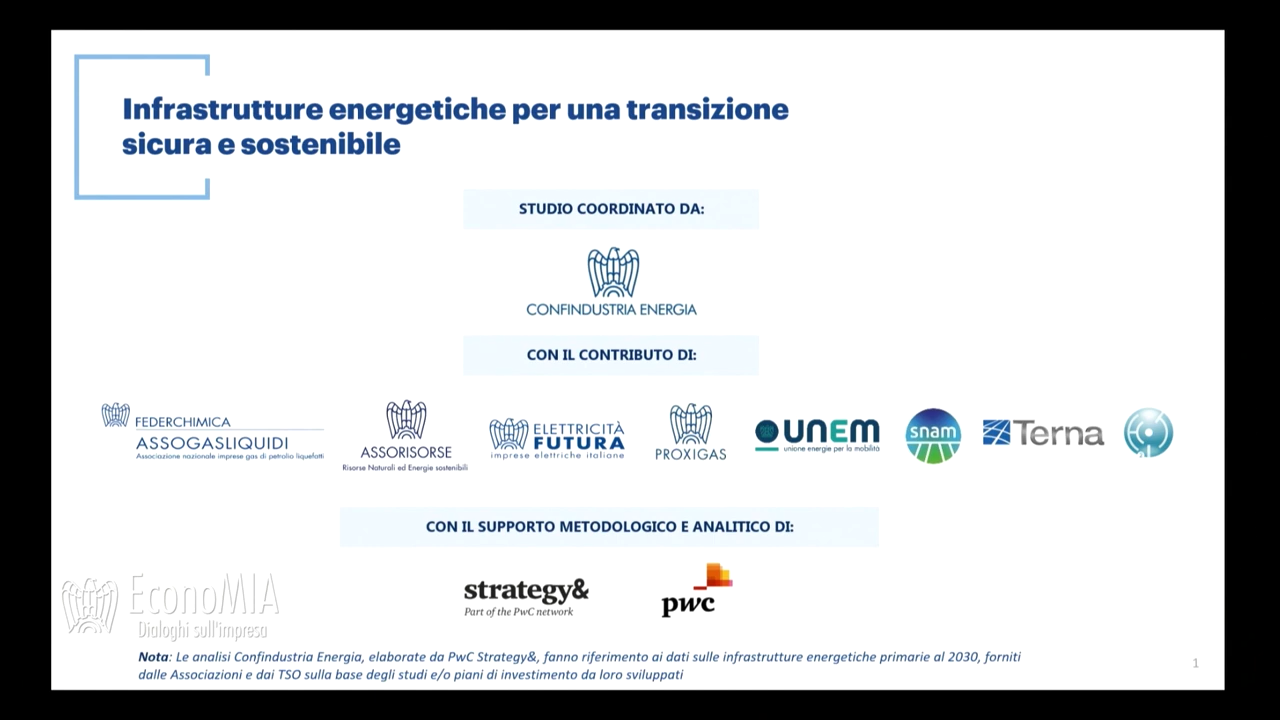 Infrastrutture energetiche per una transizione
sicura e sostenibile
STUDIO COORDINATO DA:
CONFINDUSTRIA ENERGIA
CON IL CONTRIBUTO DI:
FEDERCHIMICA
ASSOGASLIQUIDI
Associazione nazionale imprese gas di petrolio liquefatti
ASSORISORSE
Risorse Naturali ed Energie sostenibili
ELETTRICITÀ
FUTURA
imprese elettriche italiane
PROXIGAS
UNEM
unione energie per la mobilità
snam
Terna
CON IL SUPPORTO METODOLOGICO E ANALITICO DI:
strategy&
Part of the PwC network
pwc
EconoMIA
Dialoghi sull'impresa
Nota: Le analisi Confindustria Energia, elaborate da PwC Strategy&, fanno riferimento ai dati sulle infrastrutture energetiche primarie al 2030, forniti
dalle Associazioni e dai TSO sulla base degli studi e/o piani di investimento da loro sviluppati
1